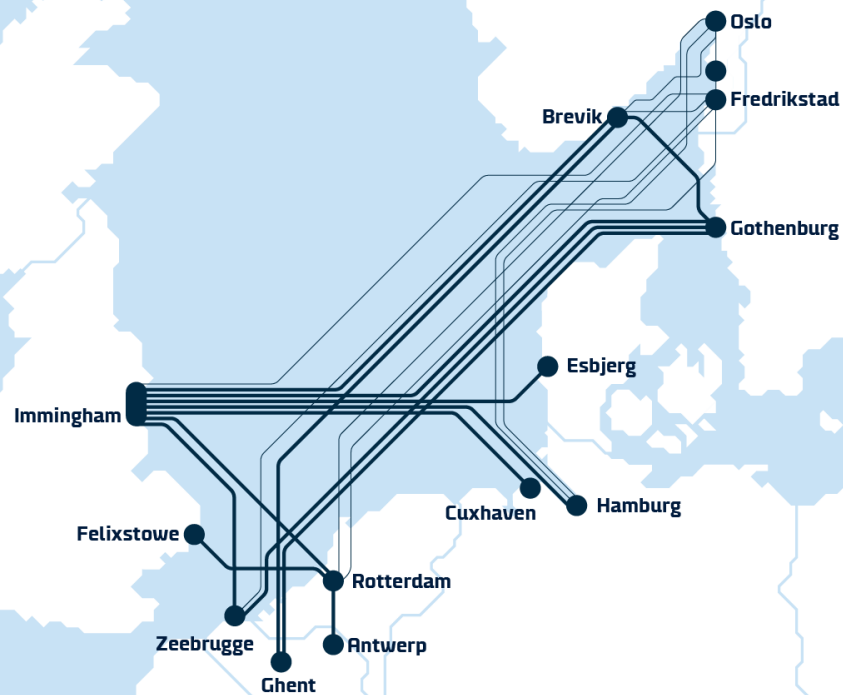 Oslo
Fredrikstad
Brevik
Gothenburg
Esbjerg
Immingham
Hamburg
Cuxhaven
Felixstowe
Rotterdam
Zeebrugge
Antwerp
Ghent